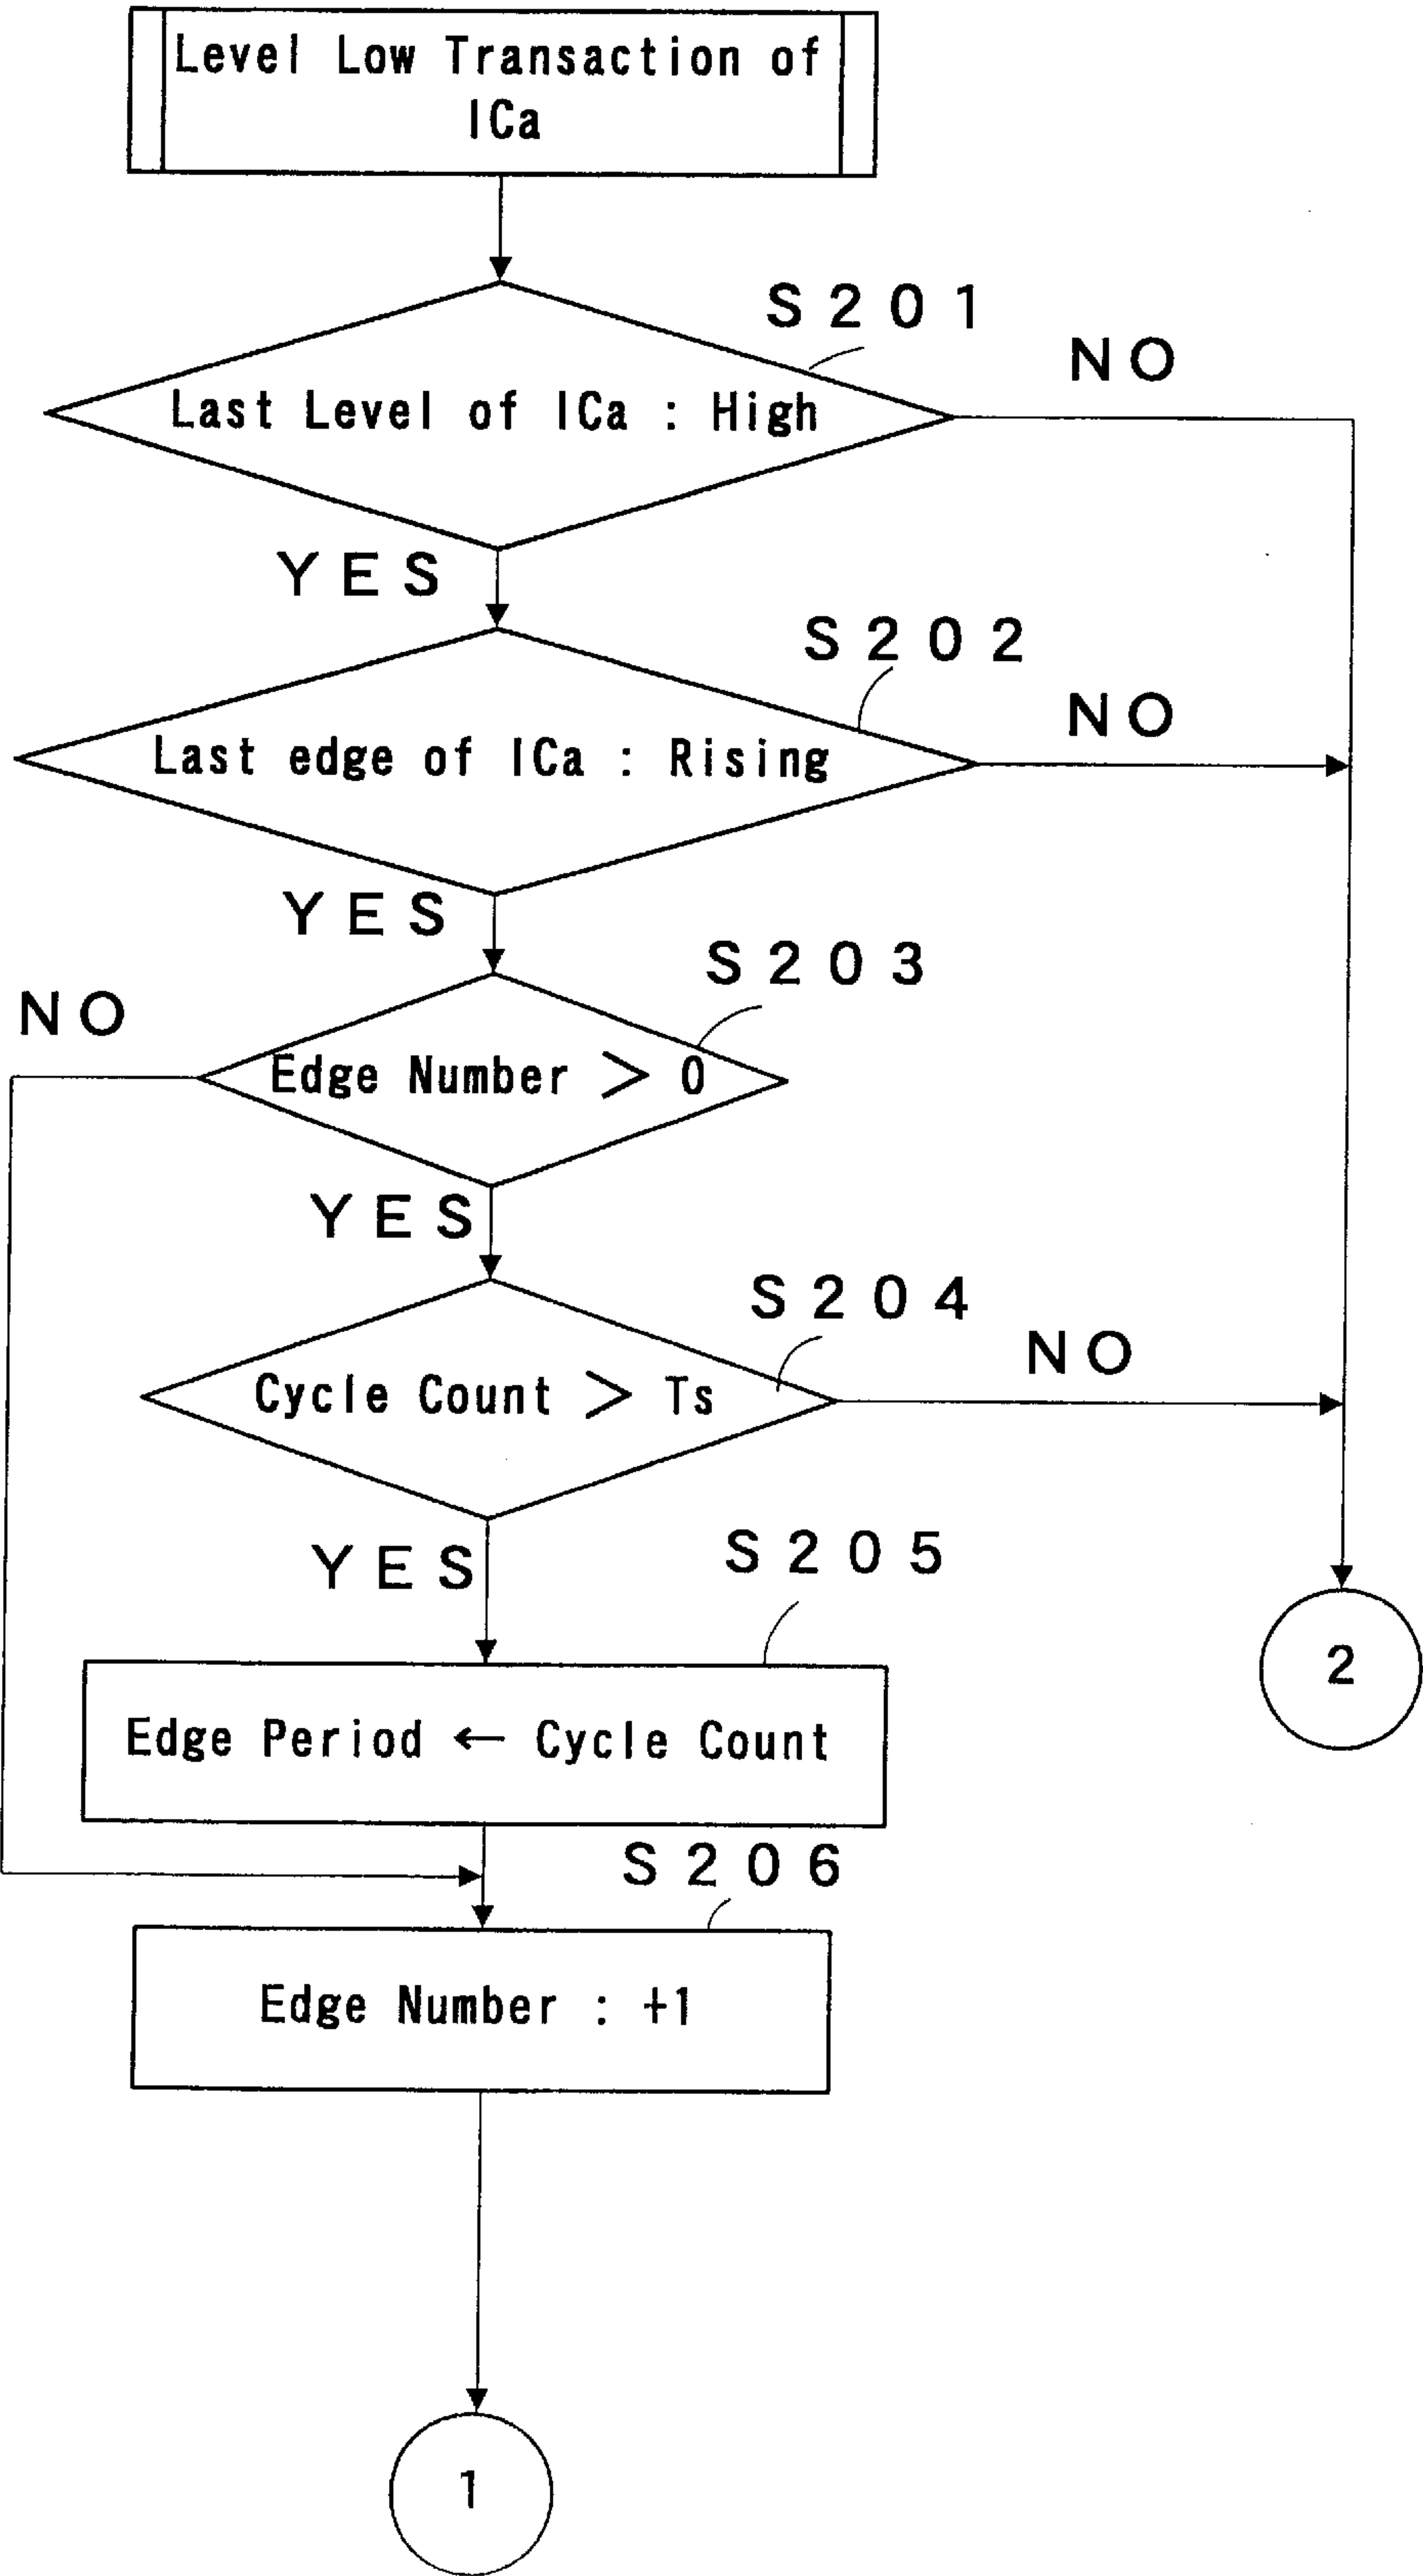 Level Low Transaction of
ICa
S201
NO
Last Level of ICa : High
YES
S202
NO
Last edge of ICa : Rising
YES
S203
NO
Edge Number > 0
YES
S204
NO
Cycle Count > Ts
YES
S205
2
Edge Period ← Cycle Count
S206
Edge Number : +1
1